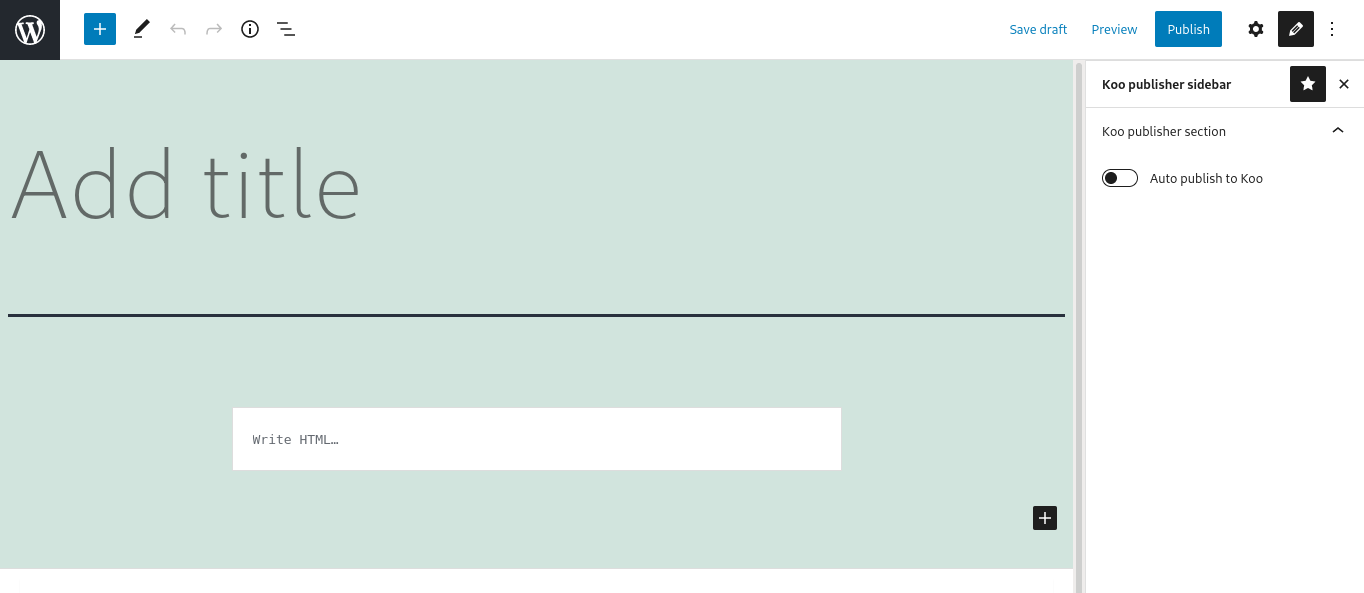 Save draft
Preview
Publish
Koo publisher sidebar
Koo publisher section
Auto publish to Koo
Add title
Write HTML…